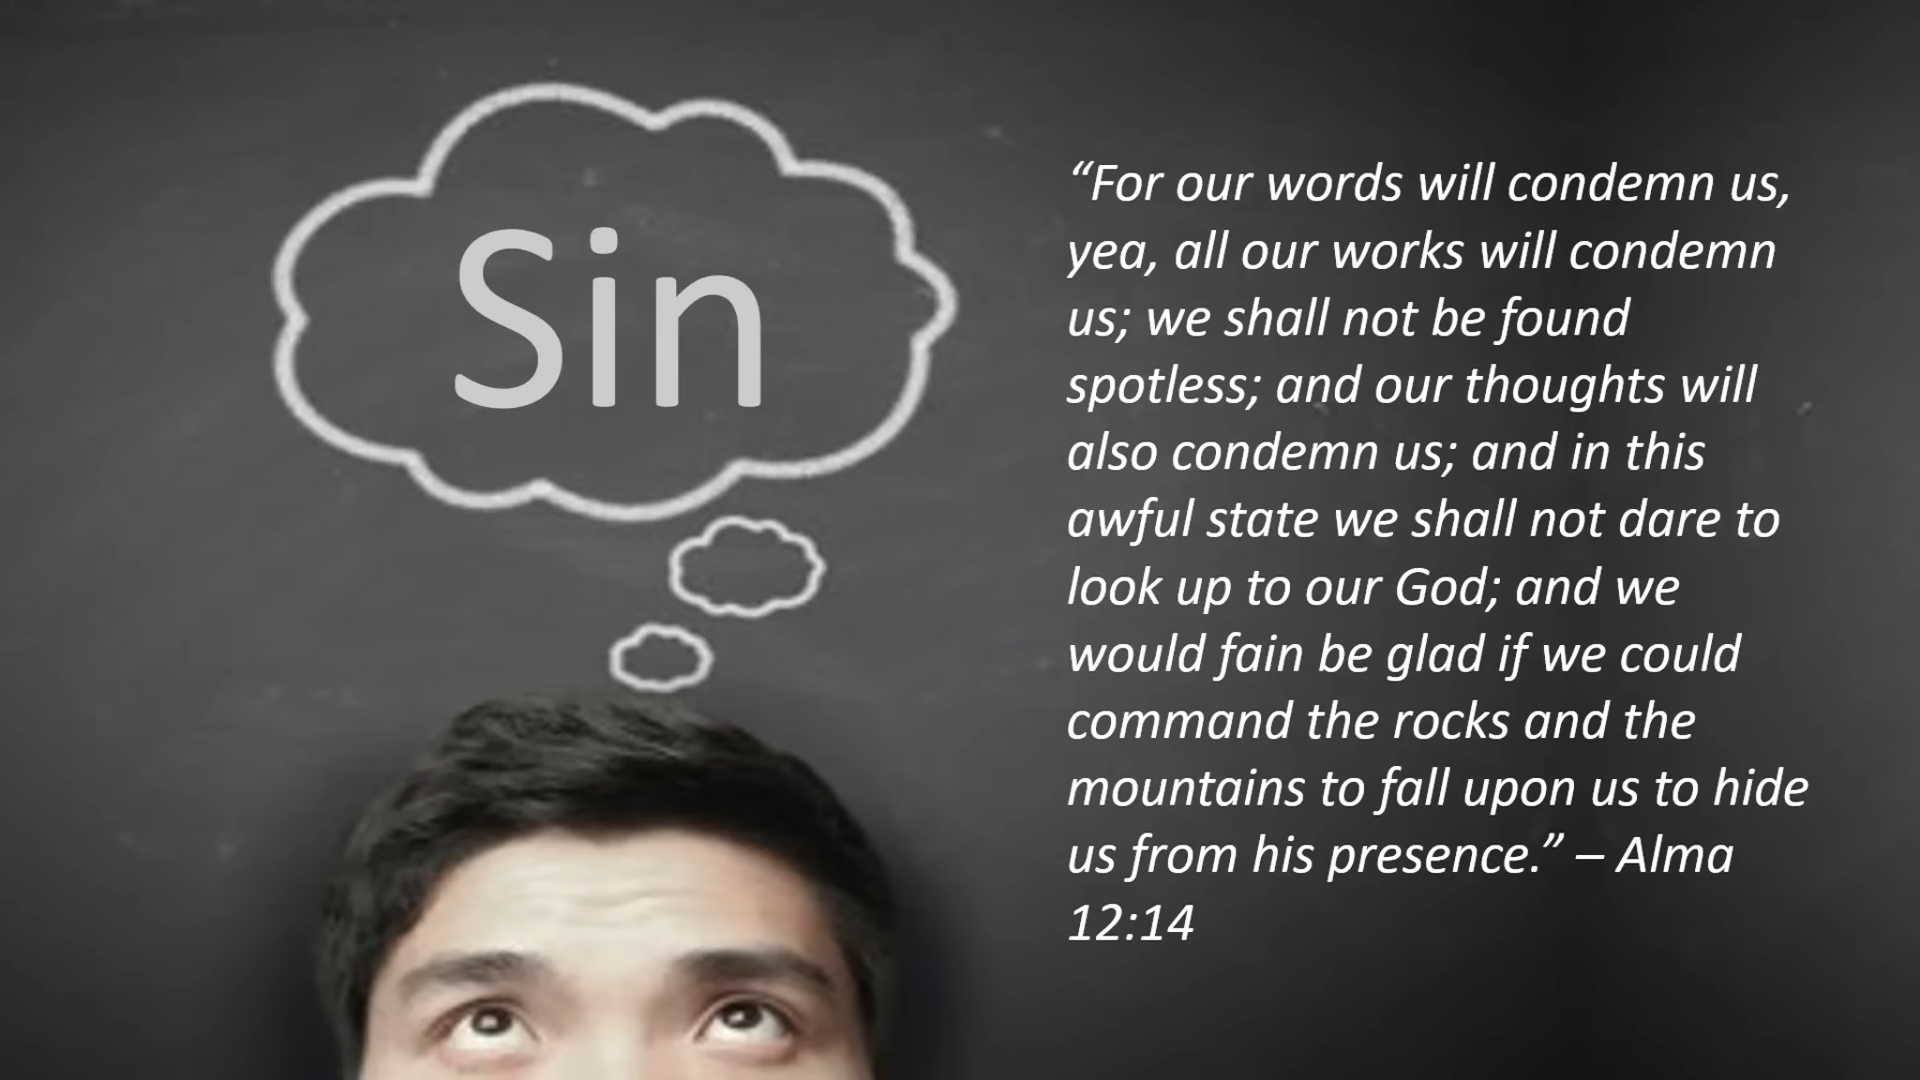 Sin
“For our words will condemn us,
yea, all our works will condemn
us; we shall not be found
spotless; and our thoughts will
also condemn us; and in this
awful state we shall not dare to
look up to our God; and we
would fain be glad if we could
command the rocks and the
mountains to fall upon us to hide
us from his presence.” – Alma
12:14